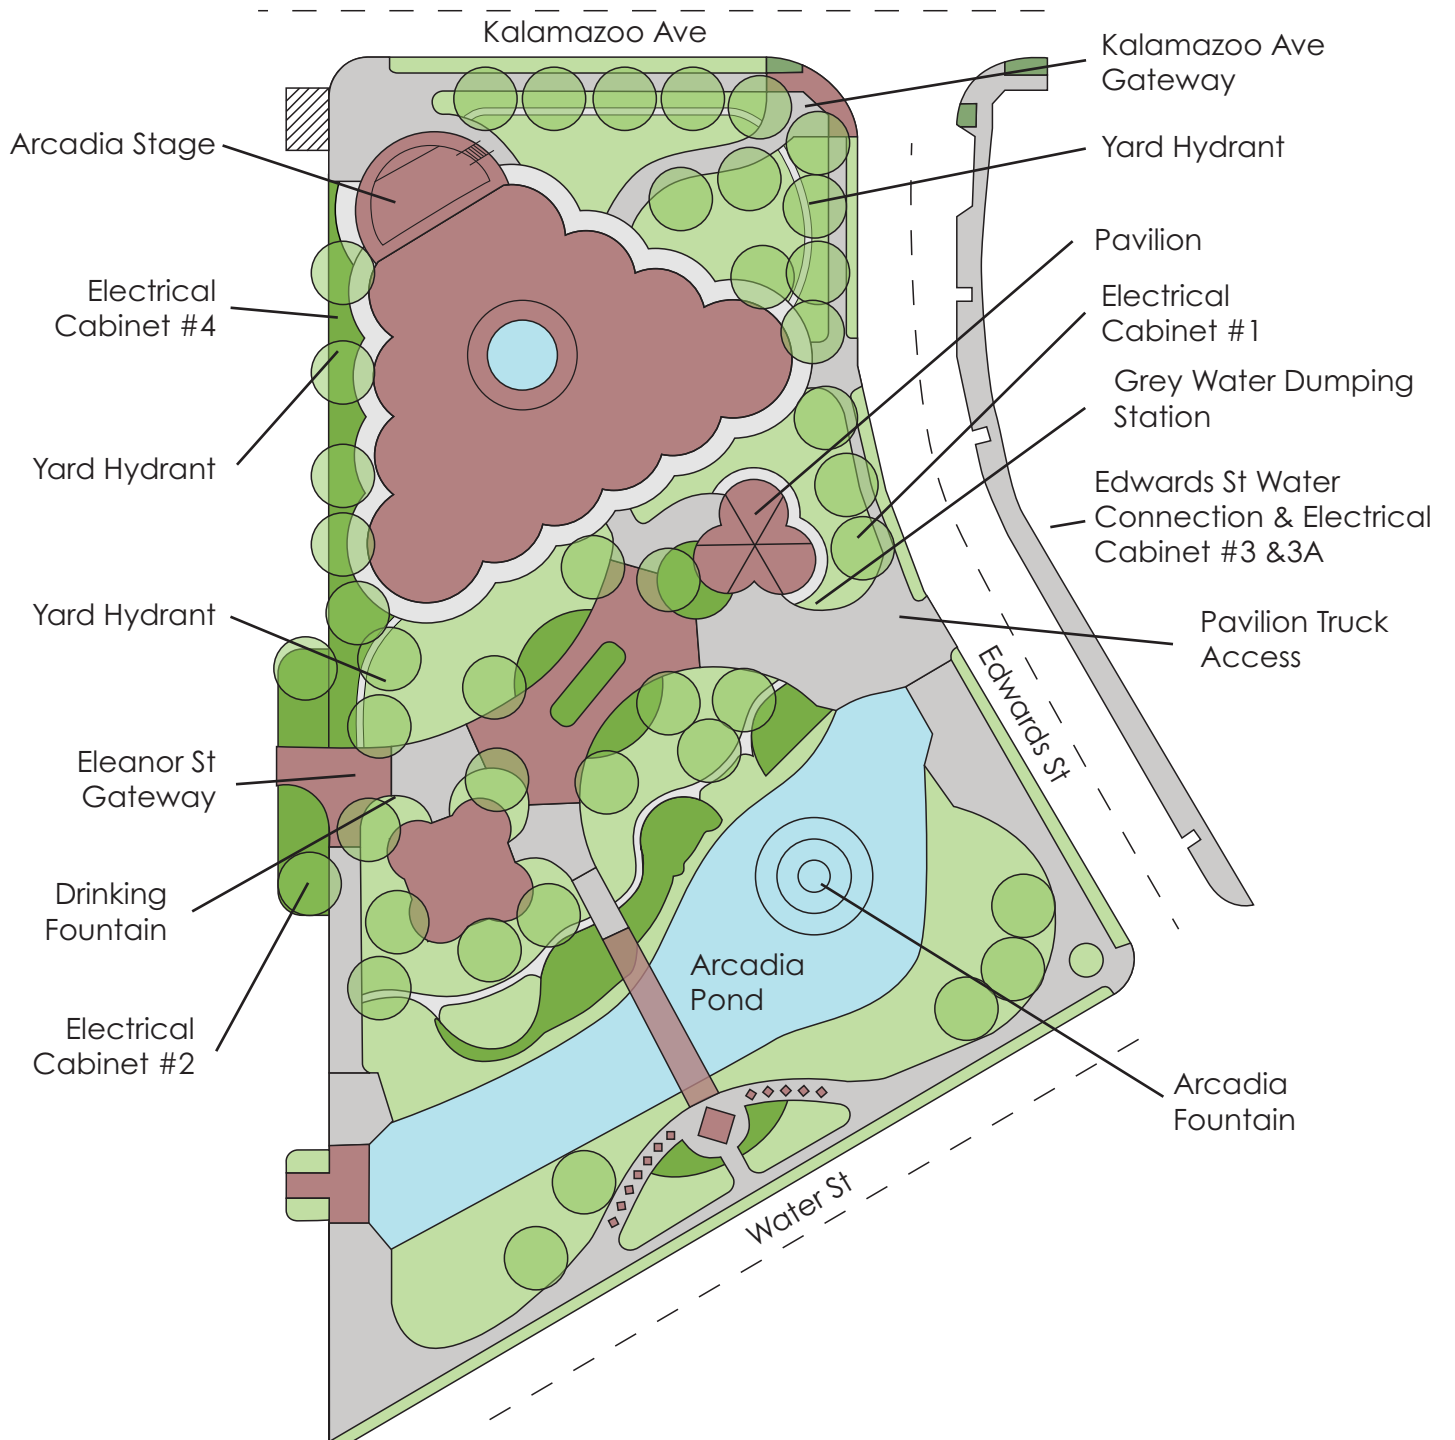 Kalamazoo Ave
Kalamazoo Ave
Gateway
Arcadia Stage
Yard Hydrant
Pavilion
Electrical
Cabinet #4
Electrical
Cabinet #1
Grey Water Dumping
Station
Yard Hydrant
Edwards St Water
Connection & Electrical
Cabinet #3 &3A
Yard Hydrant
Pavilion Truck
Access
Edwards St
Eleanor St
Gateway
Drinking
Fountain
Arcadia
Pond
Electrical
Cabinet #2
Arcadia
Fountain
Water St